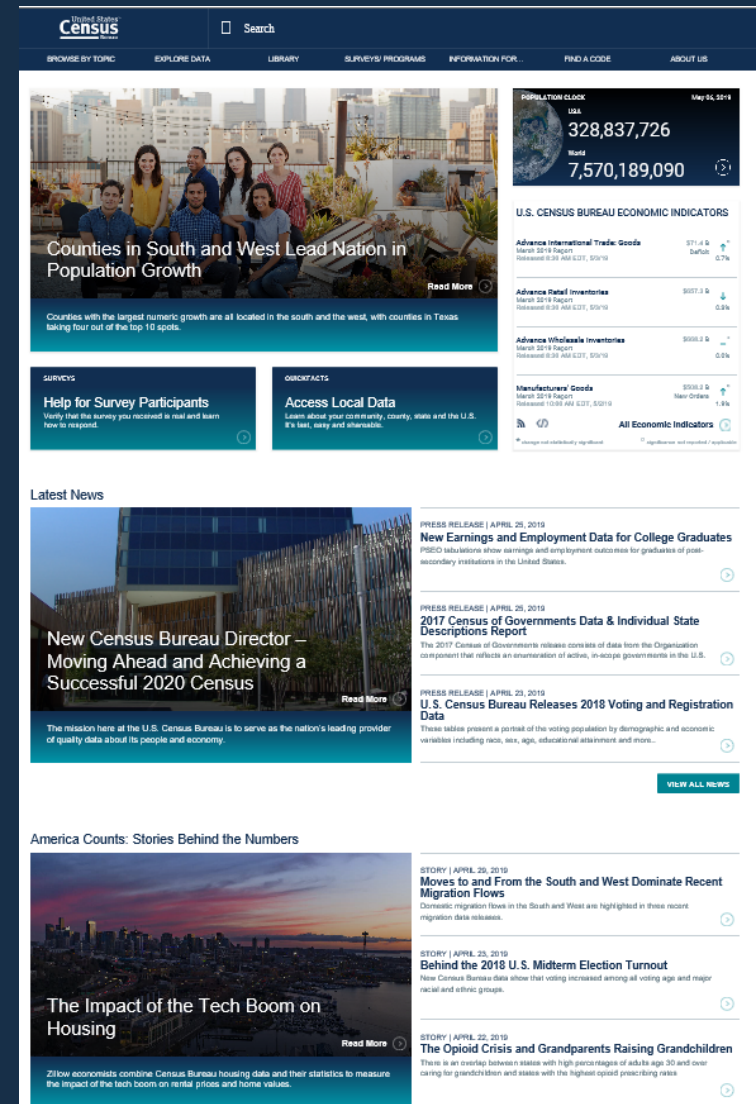 United States®
Census
Bureau
Search
BROWSE BY TOPIC
EXPLORE DATA
LIBRARY
SURVEYS/ PROGRAMS
INFORMATION FOR...
FIND A CODE
ABOUT US
Counties in South and West Lead Nation in
Population Growth
Read More
Counties with the largest numeric growth are all located in the south and the west, with counties in Texas
taking four out of the top 10 spots.
POPULATION CLOCK
May 06, 2019
USA
328,837,726
World
7,570,189,090
U.S. CENSUS BUREAU ECONOMIC INDICATORS
Advance International Trade: Goods
March 2019 Report
Released 8:30 AM EDT,
$71.4 B
Deficit
0.7%
Advance Retail Inventories
March 2019 Report
Released 8:30 AM EDT,
Advance Wholesale Inventories
March 2019 Report
Released 8:30 AM EDT,
Manufacturers' Goods
March 2019 Report
Released 10:00 AM EDT,
New Orders
1.9%
All Economic Indicators
* change not statistically significant
significance not reported / applicable
SURVEYS
Help for Survey Participants
Verify that the survey you received is real and learn
how to respond.
QUICKFACTS
Access Local Data
Learn about your community, county, state and the U.S.
It's fast, easy and shareable.
Latest News
New Census Bureau Director –
Moving Ahead and Achieving a
Successful 2020 Census
Read More
The mission here at the U.S. Census Bureau is to serve as the nation's leading provider
of quality data about its people and economy.
PRESS RELEASE | APRIL 25, 2019
New Earnings and Employment Data for College Graduates
PSEO tabulations show earnings and employment outcomes for graduates of post-
secondary institutions in the United States.
PRESS RELEASE | APRIL 25, 2019
2017 Census of Governments Data & Individual State
Descriptions Report
The 2017 Census of Governments release consists of data from the Organization
component that reflects an enumeration of active, in-scope governments in the U.S.
PRESS RELEASE | APRIL 23, 2019
U.S. Census Bureau Releases 2018 Voting and Registration
Data
These tables present a portrait of the voting population by demographic and economic
variables including race, sex, age, educational attainment and more..
VIEW ALL NEWS
America Counts: Stories Behind the Numbers
The Impact of the Tech Boom on
Housing
Read More
Zillow economists combine Census Bureau housing data and their statistics to measure
the impact of the tech boom on rental prices and home values.
STORY | APRIL 29, 2019
Moves to and From the South and West Dominate Recent
Migration Flows
Domestic migration flows in the South and West are highlighted in three recent
migration data releases.
STORY | APRIL 23, 2019
Behind the 2018 U.S. Midterm Election Turnout
New Census Bureau data show that voting increased among all voting age and major
racial and ethnic groups.
STORY | APRIL 22, 2019
The Opioid Crisis and Grandparents Raising Grandchildren
There is an overlap between states with high percentages of adults age 30 and over
caring for grandchildren and states with the highest opioid prescribing rates